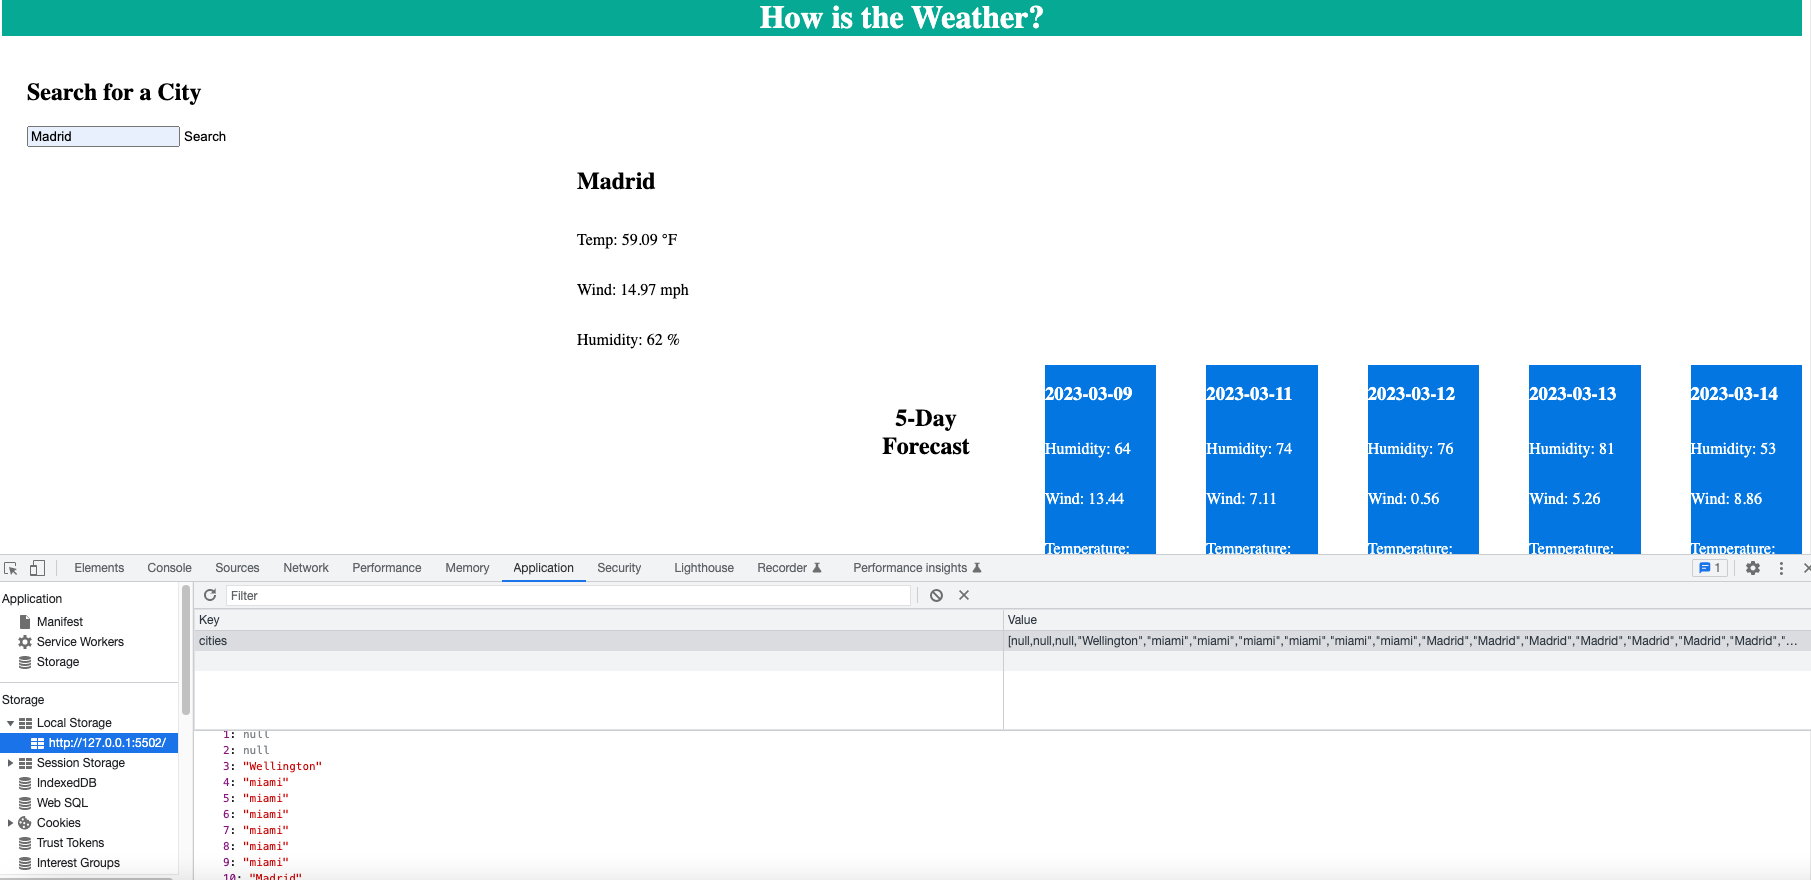 How is the Weather?
Search for a City
Madrid Search
Madrid
Temp: 59.09 °F
Wind: 14.97 mph
Humidity: 62 %
5-Day
Forecast
2023-03-09 2023-03-11 2023-03-12 2023-03-13 2023-03-14
Humidity: 64 Humidity: 74 Humidity: 76 Humidity: 81 Humidity: 53
Wind: 13.44 Wind: 7.11 Wind: 0.56 Wind: 5.26 Wind: 8.86
Temperature: Temperature: Temperature: Temperature: Temperature:
Elements Console Sources Network Performance Memory Application Security Lighthouse Recorder Performance insights 1
Application
Manifest
Service Workers
Storage
Storage
Local Storage
http://127.0.0.1:5502/
Session Storage
IndexedDB
Web SQL
Cookies
Trust Tokens
Interest Groups
Filter
Key Value
cities [null,null,null,"Wellington","miami","miami","miami","miami","miami","miami","Madrid","Madrid","Madrid","Madrid","Madrid","Madrid","Madrid","…
1: null
2: null
3: "Wellington"
4: "miami"
5: "miami"
6: "miami"
7: "miami"
8: "miami"
9: "miami"
10: "Madrid"